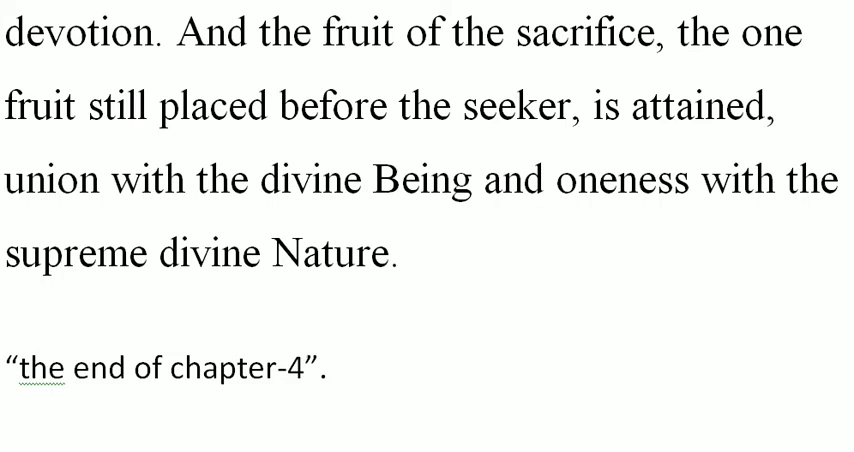 devotion. And the fruit of the sacrifice, the one
fruit still placed before the seeker, is attained,
union with the divine Being and oneness with the
supreme divine Nature.
“the end of chapter-4”.